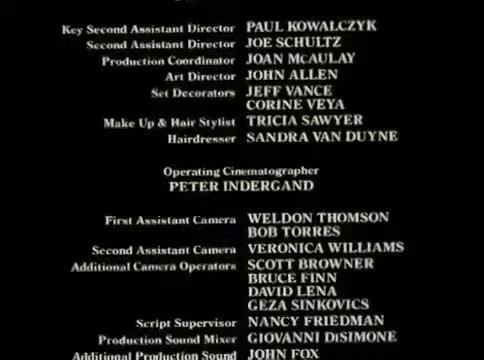 Key Second Assistant Director PAUL KOWALCZYK
Second Assistant Director JOE SCHULTZ
Production Coordinator JOAN McAULAY
Art Director JOHN ALLEN
Set Decorators JEFF VANCE
CORINE VEYA
Make Up & Hair Stylist TRICIA SAWYER
Hairdresser SANDRA VAN DUYNE
Operating Cinematographer
PETER INDERGAND
First Assistant Camera WELDON THOMSON
BOB TORRES
Second Assistant Camera VERONICA WILLIAMS
Additional Camera Operators SCOTT BROWNER
BRUCE FINN
DAVID LENA
GEZA SINKOVICS
Script Supervisor NANCY FRIEDMAN
Production Sound Mixer GIOVANNI DiSIMONE
Additional Production Sound JOHN FOX